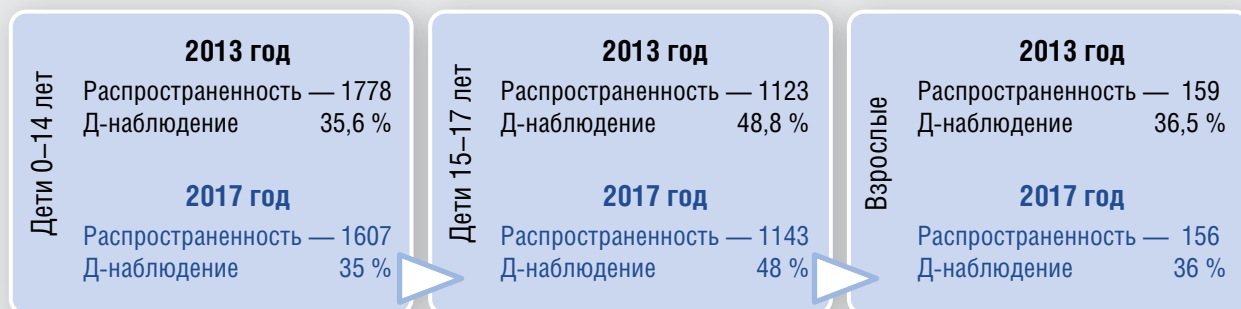 Дети 0–14 лет
2013 год
Распространенность — 1778
Д-наблюдение 35,6 %
2017 год
Распространенность — 1607
Д-наблюдение 35 %
Дети 15–17 лет
2013 год
Распространенность — 1123
Д-наблюдение 48,8 %
2017 год
Распространенность — 1143
Д-наблюдение 48 %
Взрослые
2013 год
Распространенность — 159
Д-наблюдение 36,5 %
2017 год
Распространенность — 156
Д-наблюдение 36 %